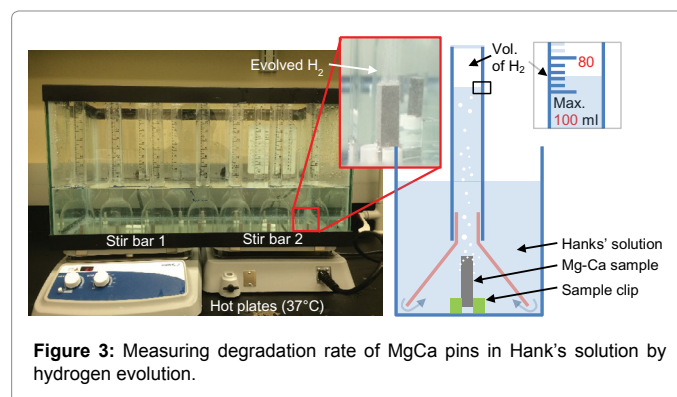 Evolved H2
Stir bar 1
Stir bar 2
Hot plates (37°C)
Vol.
of H2
80
Max.
100 ml
Hanks' solution
Mg-Ca sample
Sample clip
Figure 3: Measuring degradation rate of MgCa pins in Hank's solution by
hydrogen evolution.